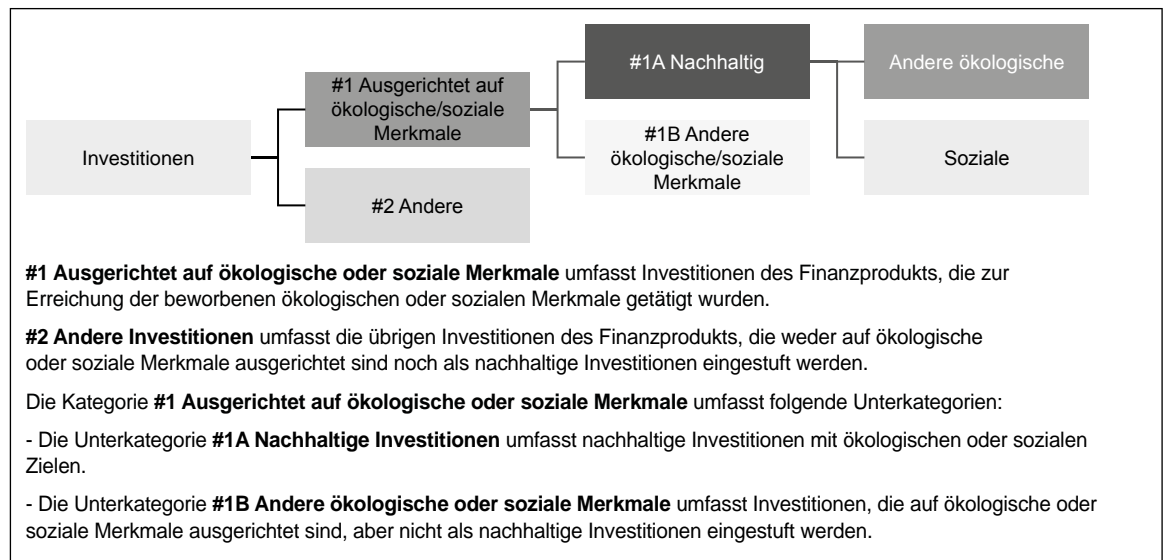 #1A Nachhaltig
Andere ökologische
#1 Ausgerichtet auf
ökologische/soziale
Merkmale
Investitionen
#1B Andere
ökologische/soziale
Merkmale
Soziale
#2 Andere
#1 Ausgerichtet auf ökologische oder soziale Merkmale umfasst Investitionen des Finanzprodukts, die zur
Erreichung der beworbenen ökologischen oder sozialen Merkmale getätigt wurden.
#2 Andere Investitionen umfasst die übrigen Investitionen des Finanzprodukts, die weder auf ökologische
oder soziale Merkmale ausgerichtet sind noch als nachhaltige Investitionen eingestuft werden.
Die Kategorie #1 Ausgerichtet auf ökologische oder soziale Merkmale umfasst folgende Unterkategorien:
- Die Unterkategorie #1A Nachhaltige Investitionen umfasst nachhaltige Investitionen mit ökologischen oder sozialen
Zielen.
- Die Unterkategorie #1B Andere ökologische oder soziale Merkmale umfasst Investitionen, die auf ökologische oder
soziale Merkmale ausgerichtet sind, aber nicht als nachhaltige Investitionen eingestuft werden.